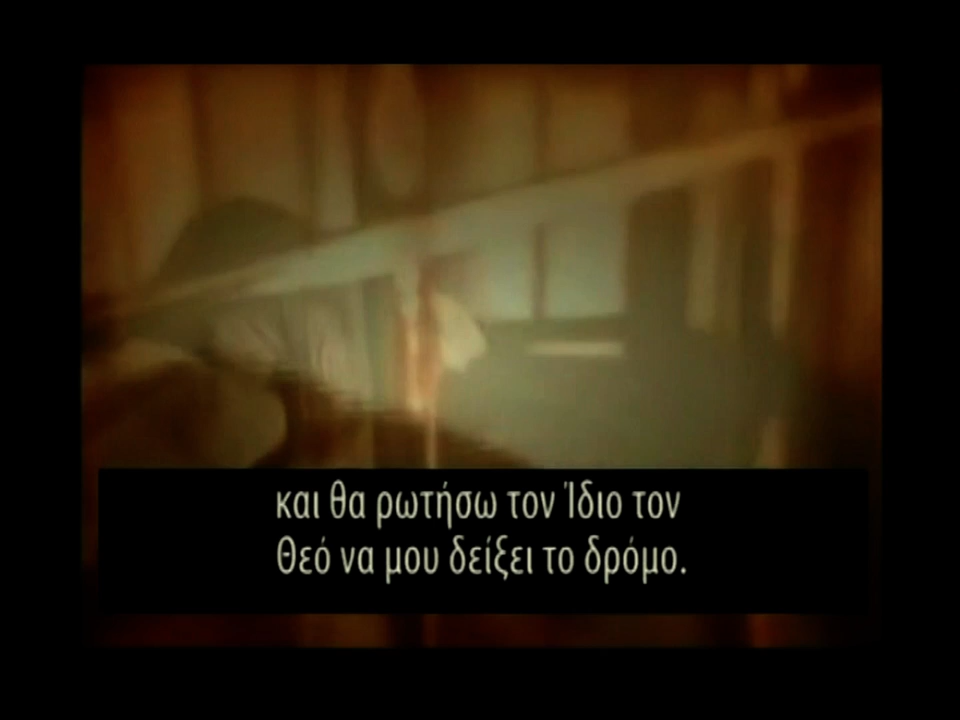 και θα ρωτήσω τον Ίδιο τον
Θεό να μου δείξει το δρόμο.